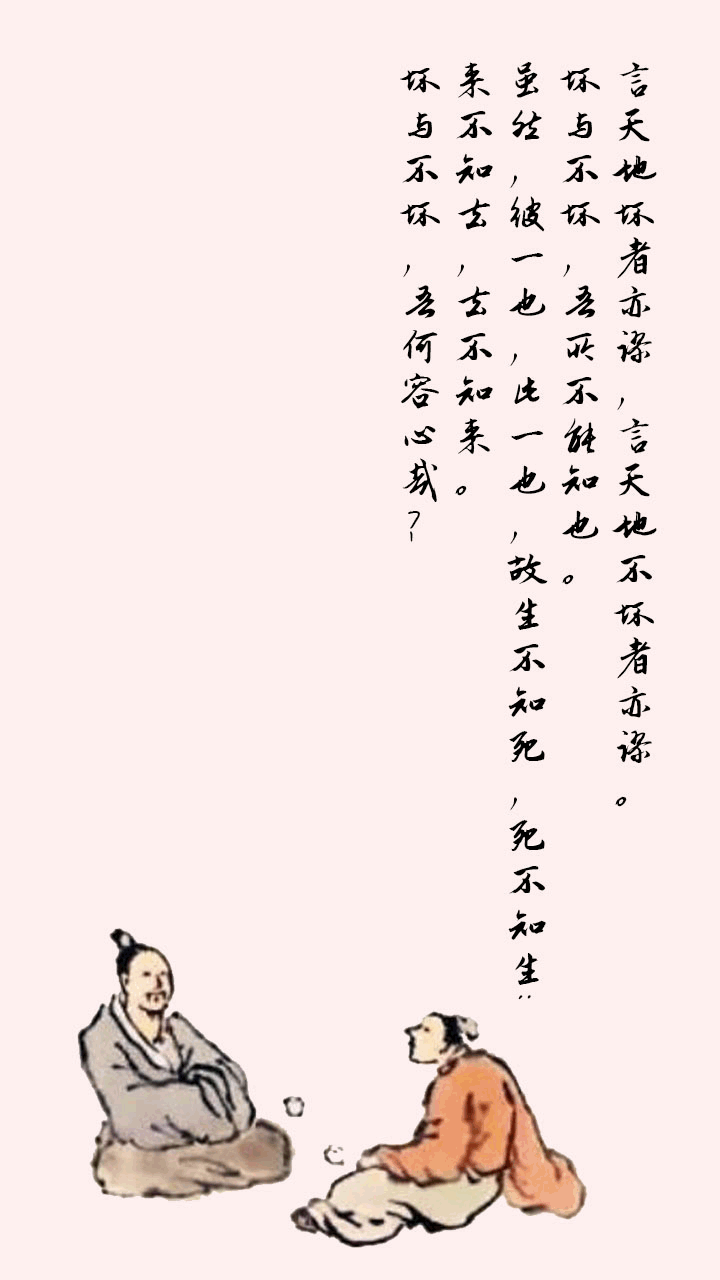 言天地坏者亦谬，言天地不坏者亦谬。
坏与不坏，吾所不能知也。
虽然，彼一也，此一也，故生不知死，死不知生；
来不知去，去不知来。
坏与不坏，吾何容心哉？